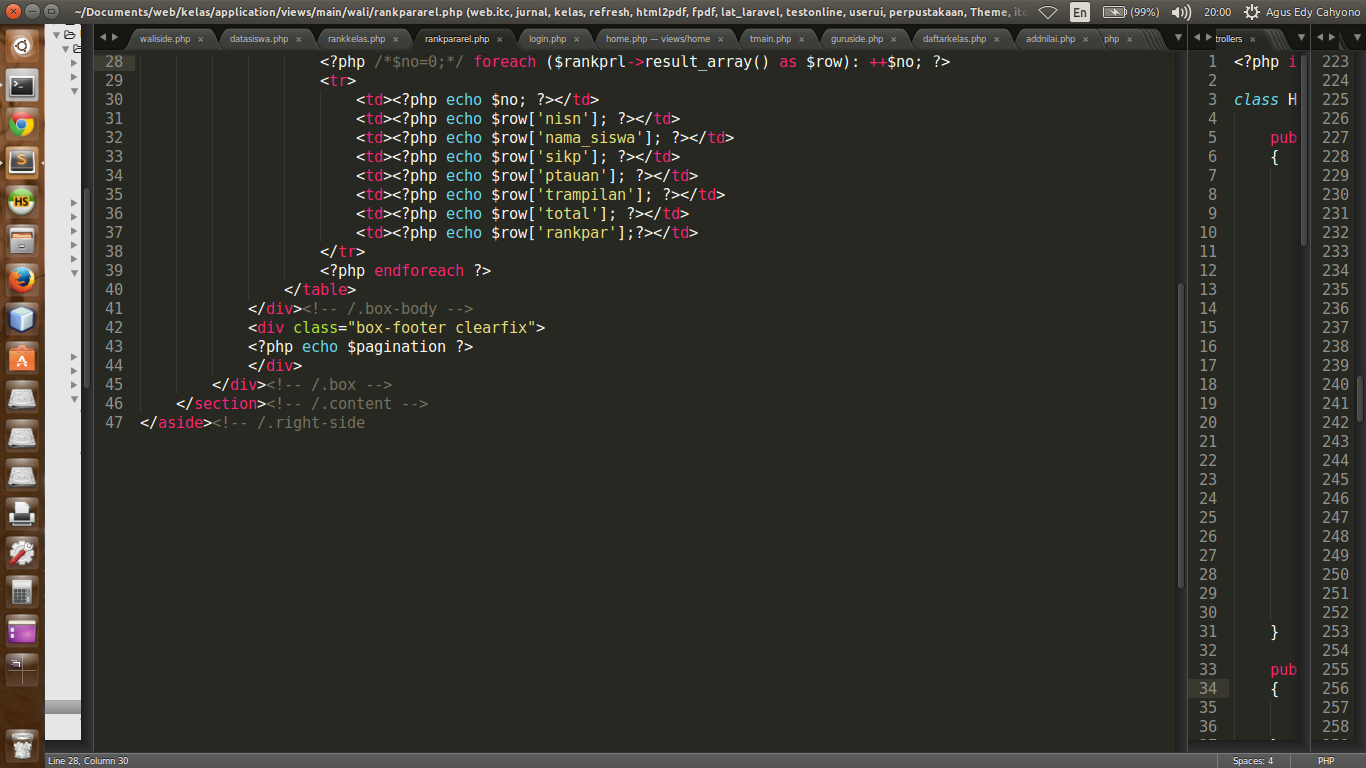 ~/Documents/web/kelas/application/views/main/wali/rankpararel.php (web.itc, jurnal, kelas, refresh, html2pdf, fpdf, lat_laravel, testonline, userui, perpustakaan, Theme, itc
En (99%) 20:00 Agus Edy Cahyono
waliside.php × datasiswa.php × rankkelas.php × rankpararel.php × login.php × home.php — views/home × tmain.php × guruside.php × daftarkelas.php × addnilai.php × php × trollers ×
28 <?php /*$no=0;*/ foreach ($rankprl->result_array() as $row): ++$no; ?>
29 <tr>
30 <td><?php echo $no; ?></td>
31 <td><?php echo $row['nisn']; ?></td>
32 <td><?php echo $row['nama_siswa']; ?></td>
33 <td><?php echo $row['sikp']; ?></td>
34 <td><?php echo $row['ptauan']; ?></td>
35 <td><?php echo $row['trampilan']; ?></td>
36 <td><?php echo $row['total']; ?></td>
37 <td><?php echo $row['rankpar'];?></td>
38 </tr>
39 <?php endforeach ?>
40 </table>
41 </div><!-- /.box-body -->
42 <div class="box-footer clearfix">
43 <?php echo $pagination ?>
44 </div>
45 </div><!-- /.box -->
46 </section><!-- /.content -->
47 </aside><!-- /.right-side
1 <?php i
2
3 class H
4
5 pub
6 {
7
8
9
10
11
12
13
14
15
16
17
18
19
20
21
22
23
24
25
26
27
28
29
30
31 }
32
33 pub
34 {
35
36
223
224
225
226
227
228
229
230
231
232
233
234
235
236
237
238
239
240
241
242
243
244
245
246
247
248
249
250
251
252
253
254
255
256
257
258
Line 28, Column 30 Spaces: 4 PHP